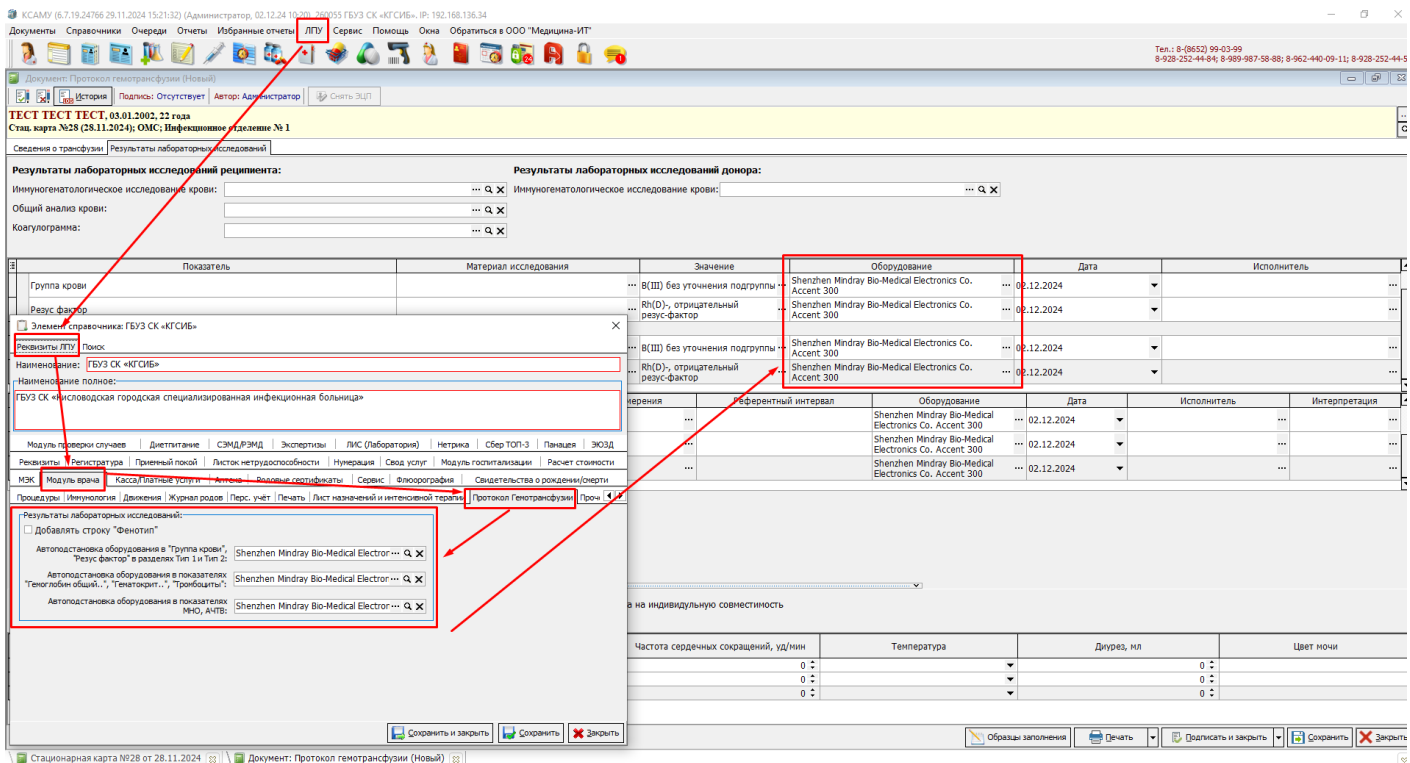 КСАМУ (6.7.19.24766 29.11.2024 15:21:32) (Администратор, 02.12.24 10:20), 260055 ГБУЗ СК «КГСИБ». IP: 192.168.136.34
Документы Справочники Очереди Отчеты Избранные отчеты ЛПУ Сервис Помощь Окна Обратиться в ООО "Медицина-ИТ"
Тел.: 8-(8652) 99-03-99
8-928-252-44-84; 8-989-987-58-88; 8-962-440-09-11; 8-928-252-44-5
Документ: Протокол гемотрансфузии (Новый)
История Подпись: Отсутствует Автор: Администратор Снять ЭЦП
ТЕСТ ТЕСТ ТЕСТ, 03.01.2002, 22 года
Стац. карта №28 (28.11.2024); ОМС; Инфекционное отделение № 1
Сведения о трансфузии Результаты лабораторных исследований
Результаты лабораторных исследований реципиента: Результаты лабораторных исследований донора:
Иммуногематологическое исследование крови: Иммуногематологическое исследование крови:
Общий анализ крови:
Коагулограмма:
Показатель Материал исследования Значение Оборудование Дата Исполнитель
Группа крови B(III) без уточнения подгруппы Shenzhen Mindray Bio-Medical Electronics Co. Accent 300 02.12.2024
Резус фактор Rh(D)-, отрицательный резус-фактор Shenzhen Mindray Bio-Medical Electronics Co. Accent 300 02.12.2024
B(III) без уточнения подгруппы Shenzhen Mindray Bio-Medical Electronics Co. Accent 300 02.12.2024
Rh(D)-, отрицательный резус-фактор Shenzhen Mindray Bio-Medical Electronics Co. Accent 300 02.12.2024
Референтный интервал Оборудование Дата Исполнитель Интерпретация
Shenzhen Mindray Bio-Medical Electronics Co. Accent 300 02.12.2024
Shenzhen Mindray Bio-Medical Electronics Co. Accent 300 02.12.2024
Shenzhen Mindray Bio-Medical Electronics Co. Accent 300 02.12.2024
Элемент справочника: ГБУЗ СК «КГСИБ»
Реквизиты ЛПУ Поиск
Наименование: ГБУЗ СК «КГСИБ»
Наименование полное:
ГБУЗ СК «Кисловодская городская специализированная инфекционная больница»
Модуль проверки случаев Диетпитание СЭМД/РЭМД Экспертизы ЛИС (Лаборатория) Нетрика Сбер ТОП-3 Панацея ЭЮЗД
Реквизиты Регистратура Приемный покой Листок нетрудоспособности Нумерация Свод услуг Модуль госпитализации Расчет стоимости
МЭК Модуль врача Касса/Платные услуги Аптека Родовые сертификаты Сервис Флюорография Свидетельства о рождении/смерти
Процедуры Иммунология Движения Журнал родов Перс. учёт Печать Лист назначений и интенсивной терапии Протокол Гемотрансфузии Проч
Результаты лабораторных исследований:
Добавлять строку "Фенотип"
Автоподстановка оборудования в "Группа крови", "Резус фактор" в разделах Тип 1 и Тип 2: Shenzhen Mindray Bio-Medical Electror
Автоподстановка оборудования в показателях "Гемоглобин общий..", "Гематокрит..", "Тромбоциты": Shenzhen Mindray Bio-Medical Electror
Автоподстановка оборудования в показателях МНО, АЧТВ: Shenzhen Mindray Bio-Medical Electror
а на индивидульную совместимость
Частота сердечных сокращений, уд/мин Температура Диурез, мл Цвет мочи
0 0
0 0
0 0
Сохранить и закрыть Сохранить Закрыть
Образцы заполнения Печать Подписать и закрыть Сохранить Закрыть
Стационарная карта №28 от 28.11.2024 Документ: Протокол гемотрансфузии (Новый)